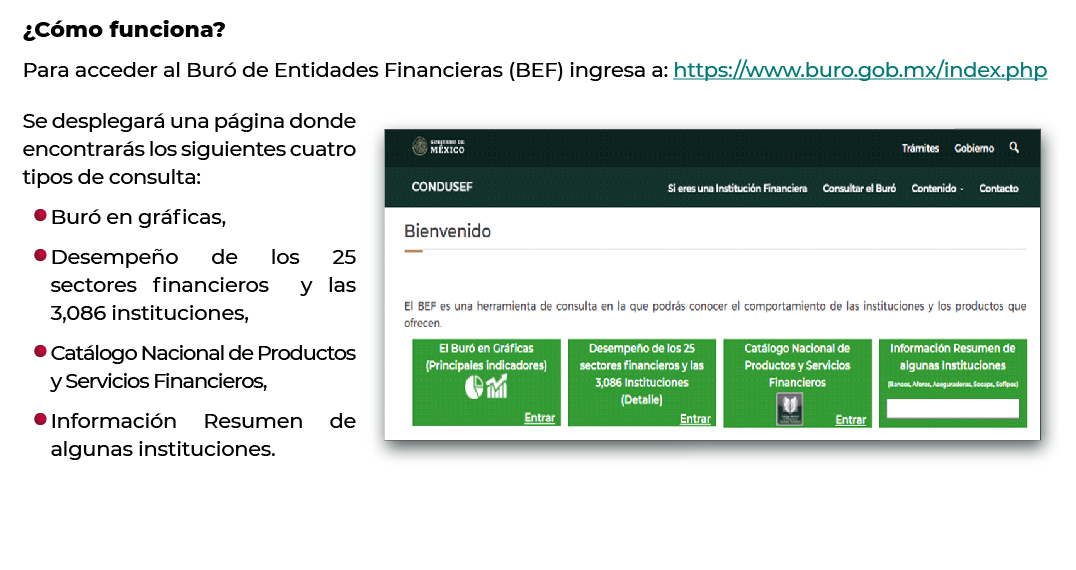 ¿Cómo funciona?
Para acceder al Buró de Entidades Financieras (BEF) ingresa a: https://www.buro.gob.mx/index.php
Se desplegará una página donde
encontrarás los siguientes cuatro
tipos de consulta:
Buró en gráficas,
Desempeño de los 25
sectores financieros y las
3,086 instituciones,
Catálogo Nacional de Productos
y Servicios Financieros,
Información Resumen de
algunas instituciones.
GOBIERNO DE
MÉXICO
Trámites Gobierno
CONDUSEF
Si eres una Institución Financiera Consultar el Buró Contenido Contacto
Bienvenido
El BEF es una herramienta de consulta en la que podrás conocer el comportamiento de las instituciones y los productos que
ofrecen.
El Buró en Gráficas
(Principales indicadores)
Entrar
Desempeño de los 25
sectores financieros y las
3,086 Instituciones
(Detalle)
Entrar
Catálogo Nacional de
Productos y Servicios
Financieros
Entrar
Información Resumen de
algunas Instituciones
(Bancos, Afores, Aseguradoras, Socaps, Sofipos)